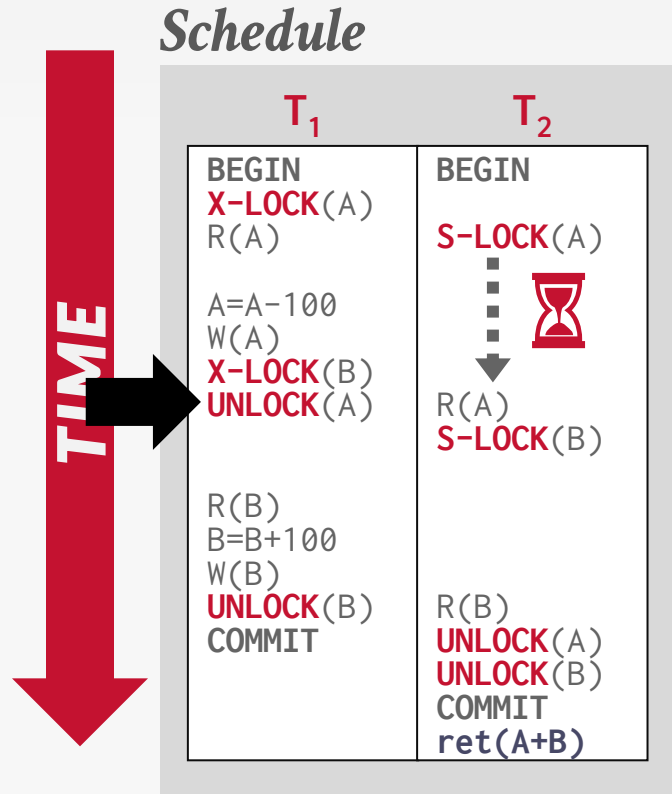 Schedule
TIME
T1
T2
BEGIN
X-LOCK(A)
R(A)
A=A-100
W(A)
X-LOCK(B)
UNLOCK(A)
R(B)
B=B+100
W(B)
UNLOCK(B)
COMMIT
BEGIN
S-LOCK(A)
R(A)
S-LOCK(B)
R(B)
UNLOCK(A)
UNLOCK(B)
COMMIT
ret(A+B)